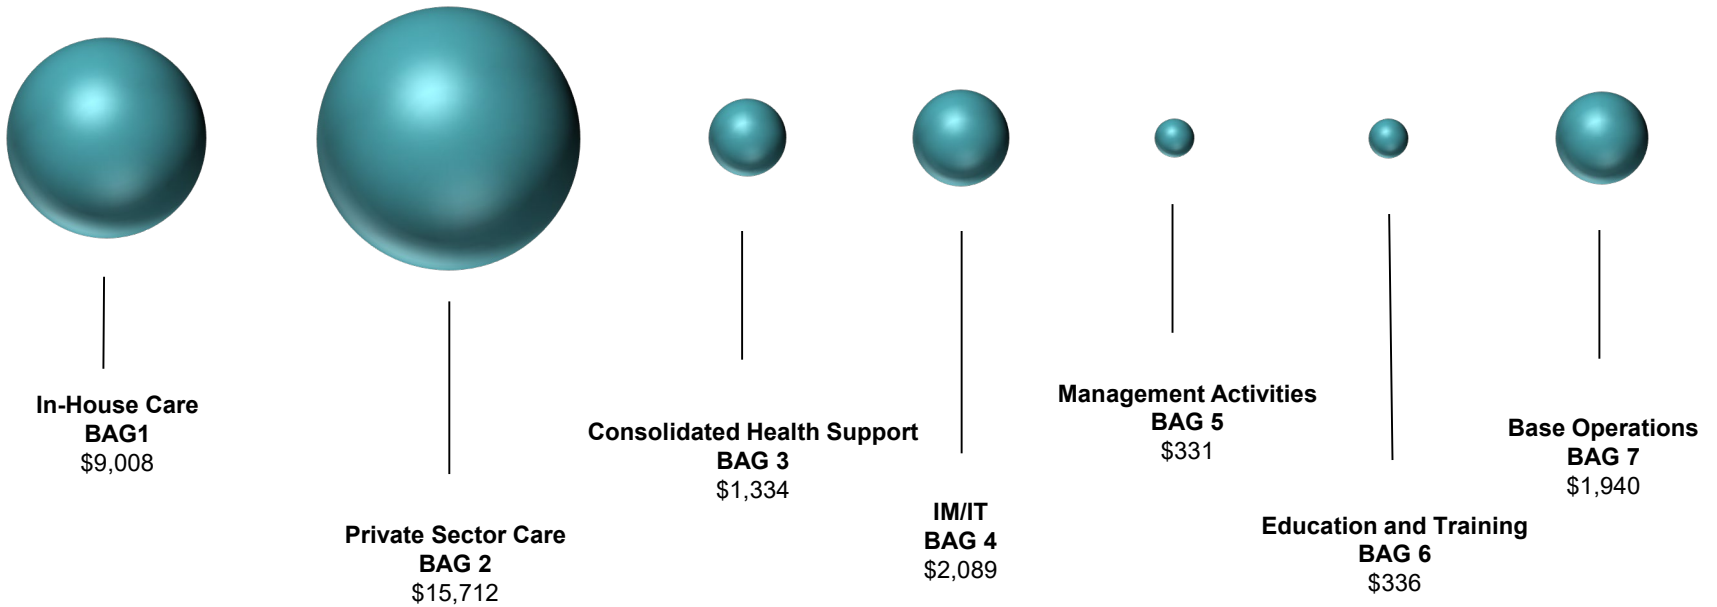 In-House Care
BAG1
$9,008
Private Sector Care
BAG 2
$15,712
Consolidated Health Support
BAG 3
$1,334
IM/IT
BAG 4
$2,089
Management Activities
BAG 5
$331
Education and Training
BAG 6
$336
Base Operations
BAG 7
$1,940